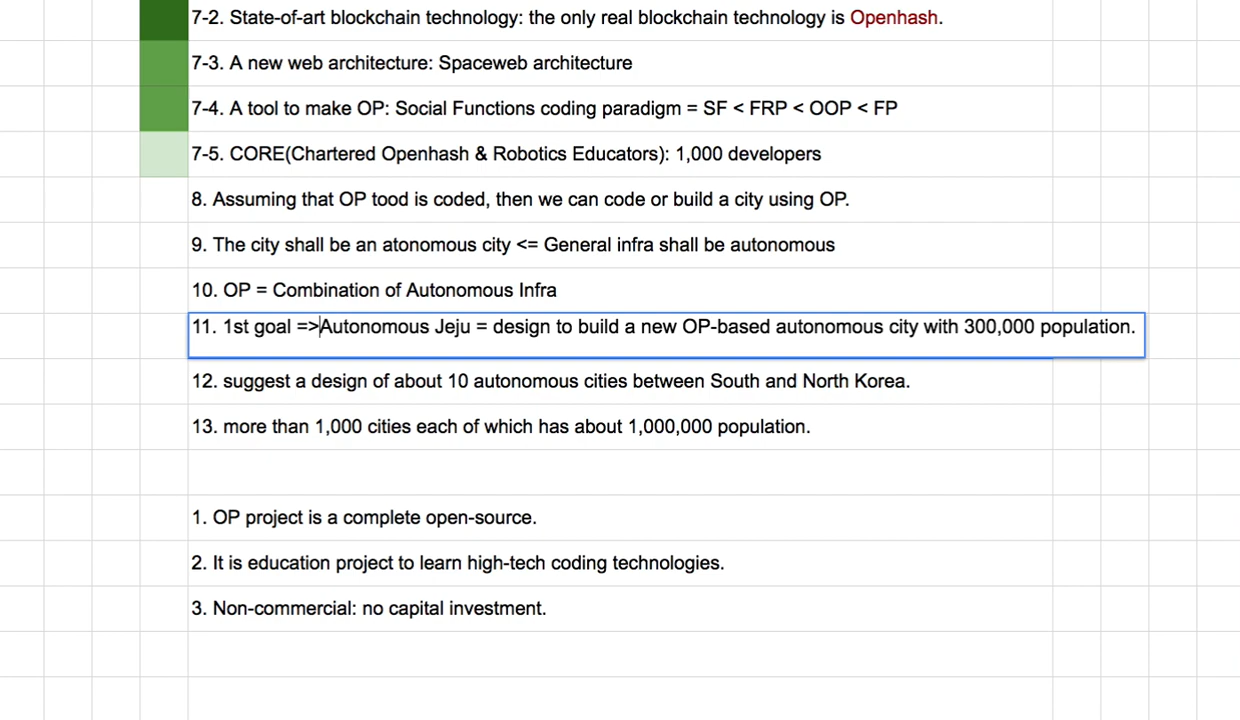 7-2. State-of-art blockchain technology: the only real blockchain technology is Openhash.
7-3. A new web architecture: Spaceweb architecture
7-4. A tool to make OP: Social Functions coding paradigm = SF < FRP < OOP < FP
7-5. CORE(Chartered Openhash & Robotics Educators): 1,000 developers
8. Assuming that OP tood is coded, then we can code or build a city using OP.
9. The city shall be an atonomous city <= General infra shall be autonomous
10. OP = Combination of Autonomous Infra
11. 1st goal =>Autonomous Jeju = design to build a new OP-based autonomous city with 300,000 population.
12. suggest a design of about 10 autonomous cities between South and North Korea.
13. more than 1,000 cities each of which has about 1,000,000 population.
1. OP project is a complete open-source.
2. It is education project to learn high-tech coding technologies.
3. Non-commercial: no capital investment.